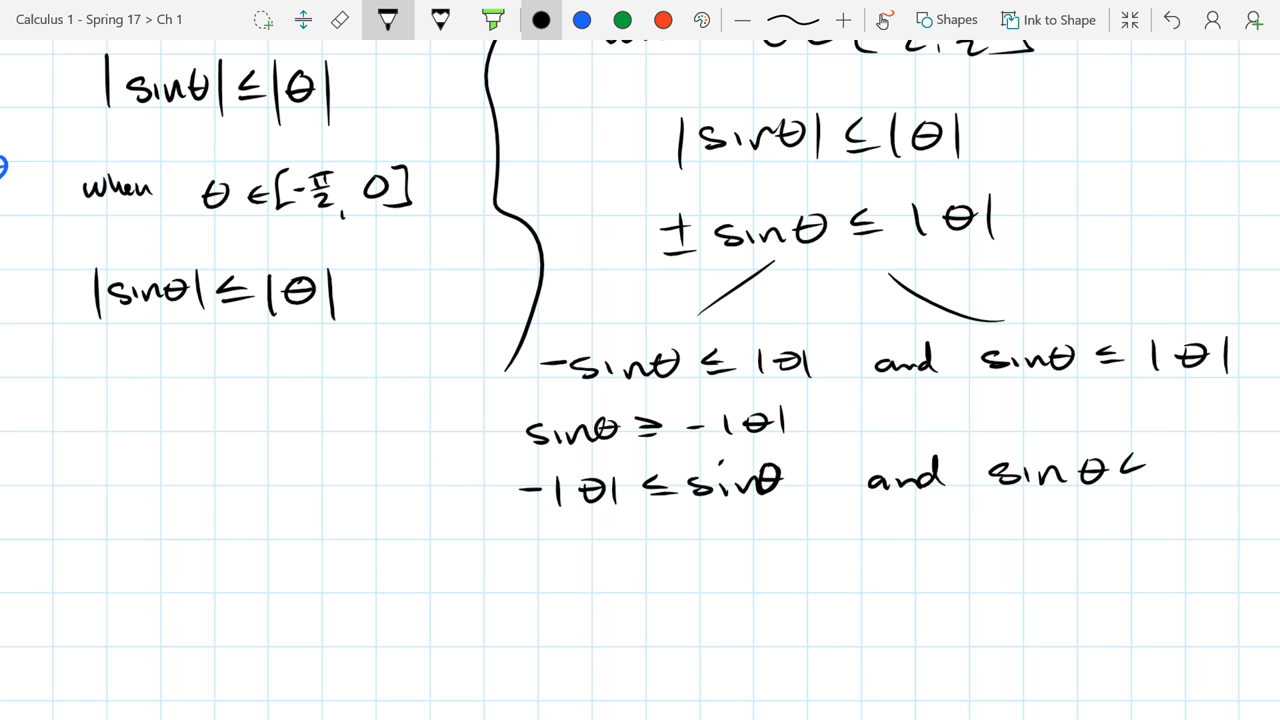 Calculus 1 - Spring 17 > Ch 1
Shapes
Ink to Shape
|sinθ| ≤ |θ|
when θ ∈ [-π/2, 0]
|sinθ| ≤ |θ|
|sinθ| ≤ |θ|
± sinθ ≤ |θ|
-sinθ ≤ |θ| and sinθ ≤ |θ|
sinθ ≥ -|θ|
-|θ| ≤ sinθ and sinθ <